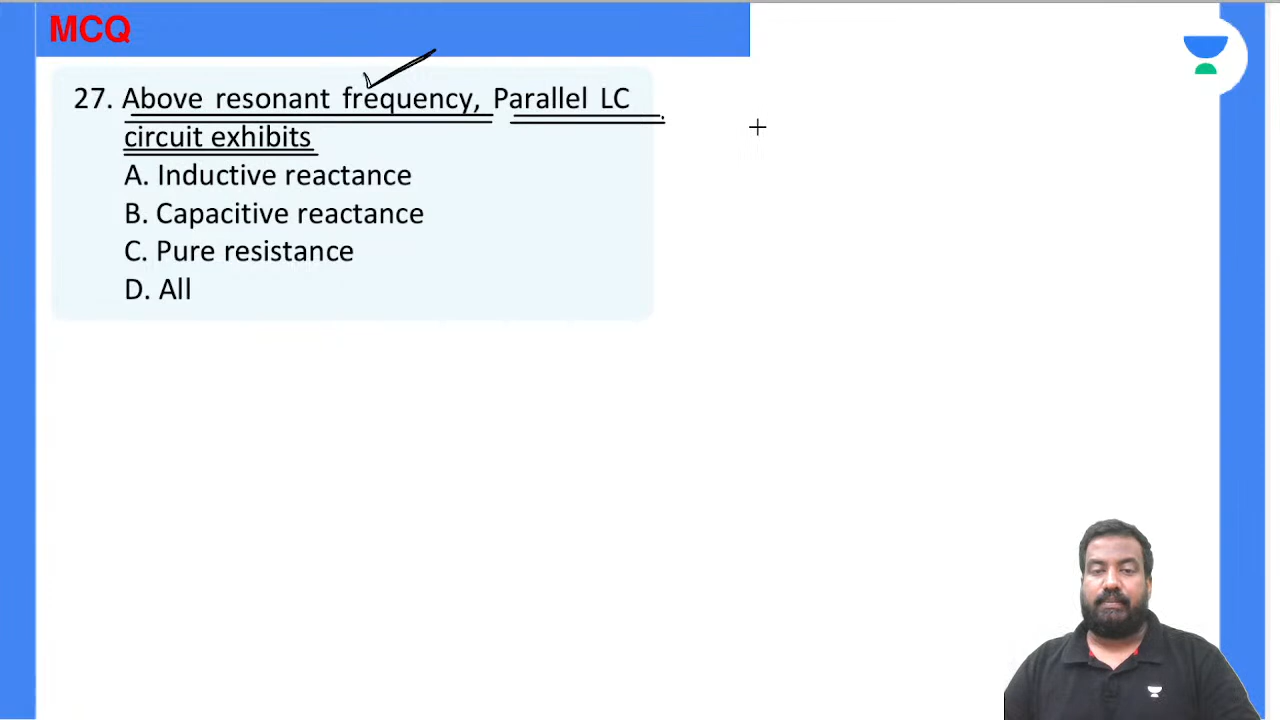 MCQ
27. Above resonant frequency, Parallel LC
circuit exhibits
A. Inductive reactance
B. Capacitive reactance
C. Pure resistance
D. All